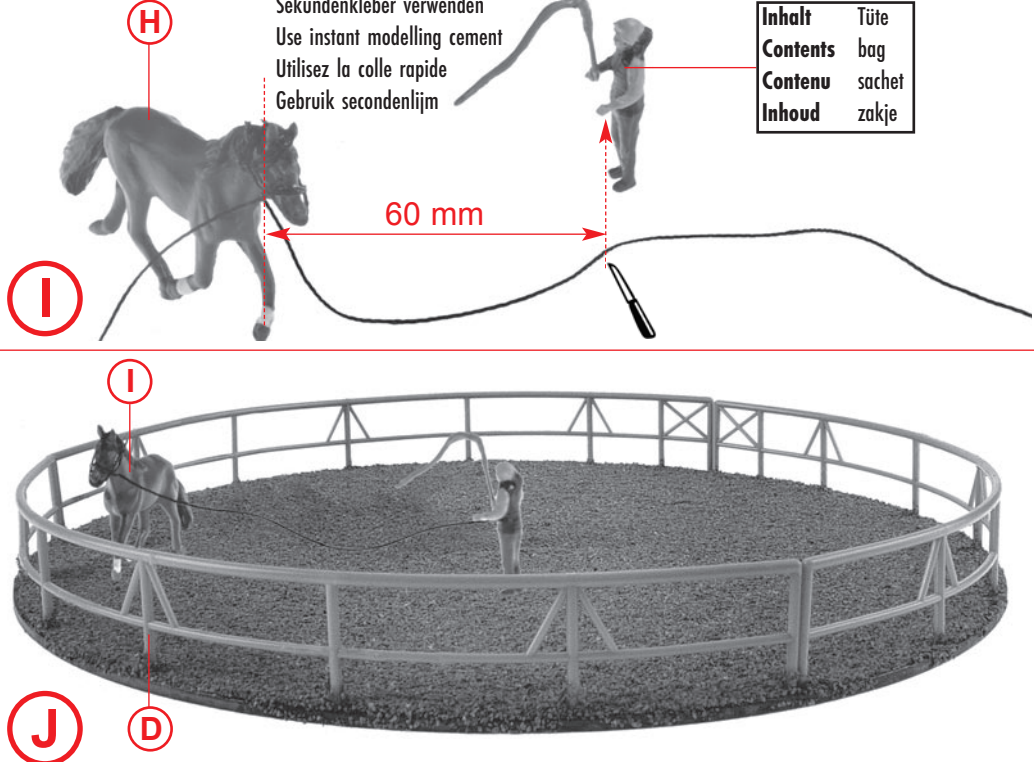 H
Sekundenkleber verwenden
Use instant modelling cement
Utilisez la colle rapide
Gebruik secondenlijm
Inhalt Tüte
Contents bag
Contenu sachet
Inhoud zakje
60 mm
I
I
D
J